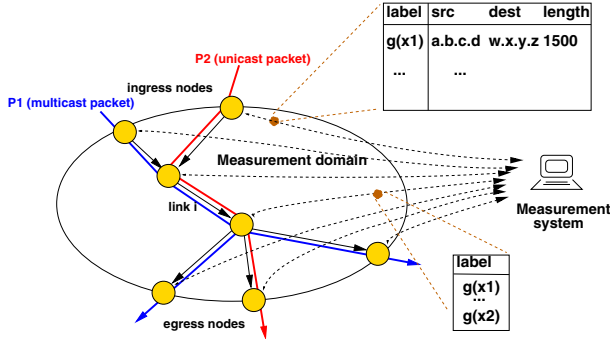 label src dest length
g(x1) a.b.c.d w.x.y.z 1500
... ...
P2 (unicast packet)
ingress nodes
P1 (multicast packet)
Measurement domain
link i
Measurement
system
label
g(x1)
...
g(x2)
egress nodes